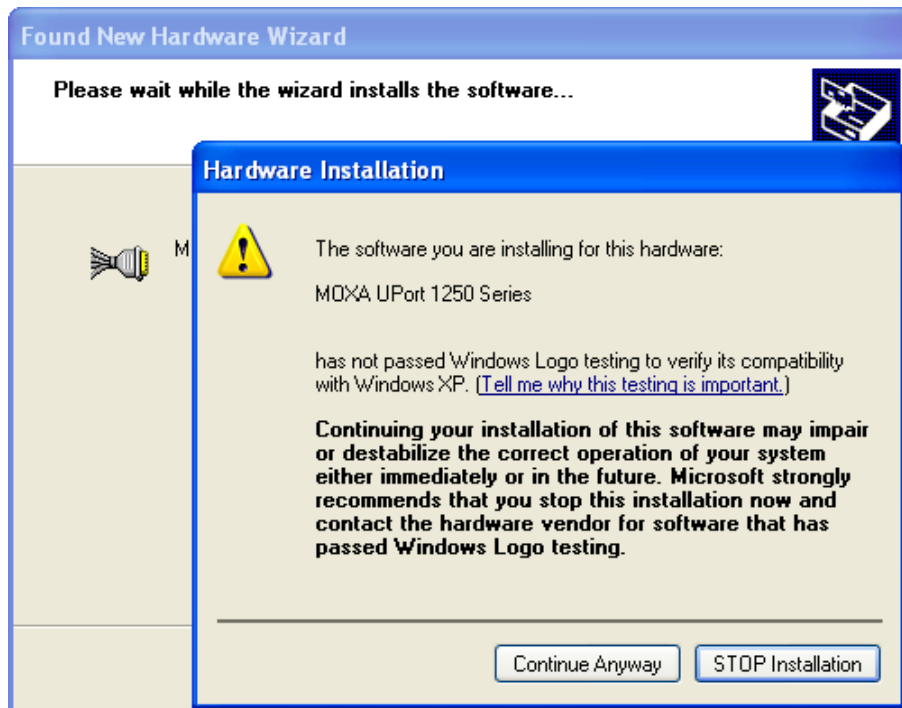 Found New Hardware Wizard
Please wait while the wizard installs the software...
Hardware Installation
M
The software you are installing for this hardware:
MOXA UPort 1250 Series
has not passed Windows Logo testing to verify its compatibility
with Windows XP. (Tell me why this testing is important.)
Continuing your installation of this software may impair
or destabilize the correct operation of your system
either immediately or in the future. Microsoft strongly
recommends that you stop this installation now and
contact the hardware vendor for software that has
passed Windows Logo testing.
Continue Anyway
STOP Installation